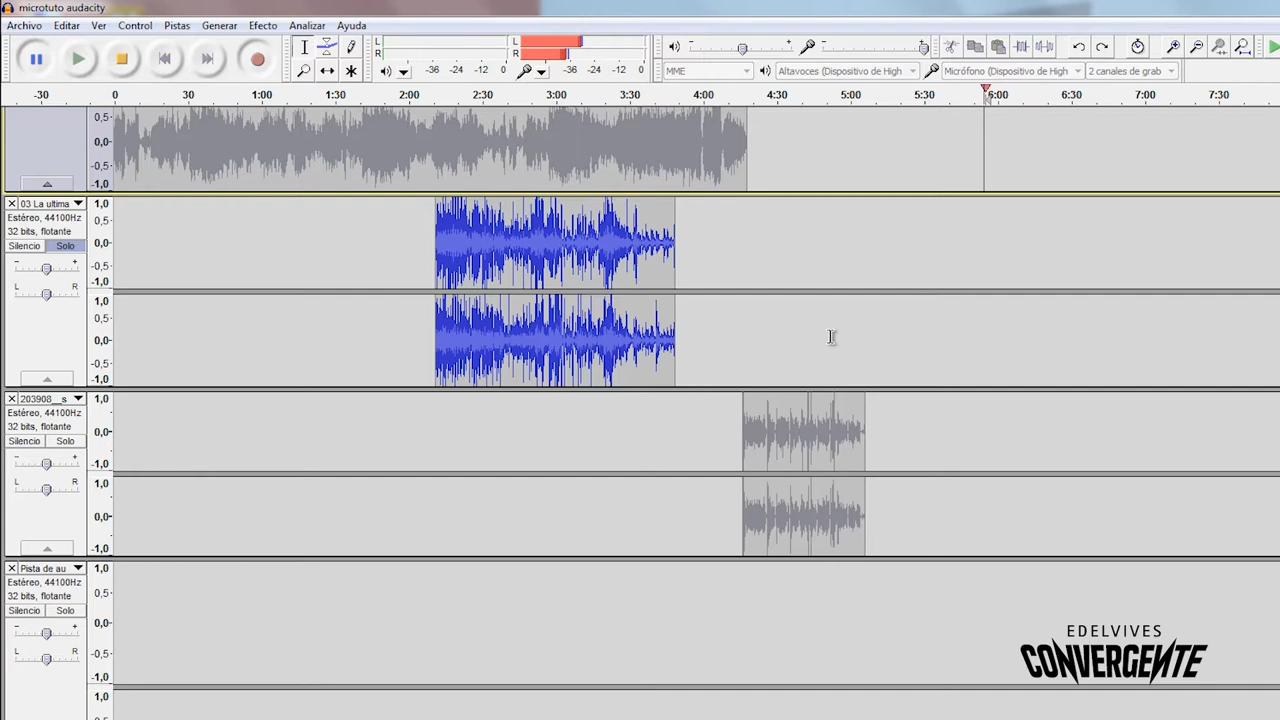 microtuto audacity
Archivo Editar Ver Control Pistas Generar Efecto Analizar Ayuda
L R -36 -24 -12 0 L R -36 -24 -12 0
MME Altavoces (Dispositivo de High Micrófono (Dispositivo de High 2 canales de grab
-30 0 30 1:00 1:30 2:00 2:30 3:00 3:30 4:00 4:30 5:00 5:30 6:00 6:30 7:00 7:30
0,5
0,0
-0,5
-1,0
03 La ultima 1,0
Estéreo, 44100Hz 0,5
32 bits, flotante
Silencio Solo 0,0
- + -0,5
L R -1,0
1,0
0,5
0,0
-0,5
-1,0
203908__s 1,0
Estéreo, 44100Hz
32 bits, flotante 0,0
Silencio Solo
- + -1,0
L R 1,0
0,0
-1,0
Pista de au 1,0
Estéreo, 44100Hz 0,5
32 bits, flotante
Silencio Solo 0,0
- +
L R -0,5
-1,0
1,0
EDELVIVES
CONVERGENTE